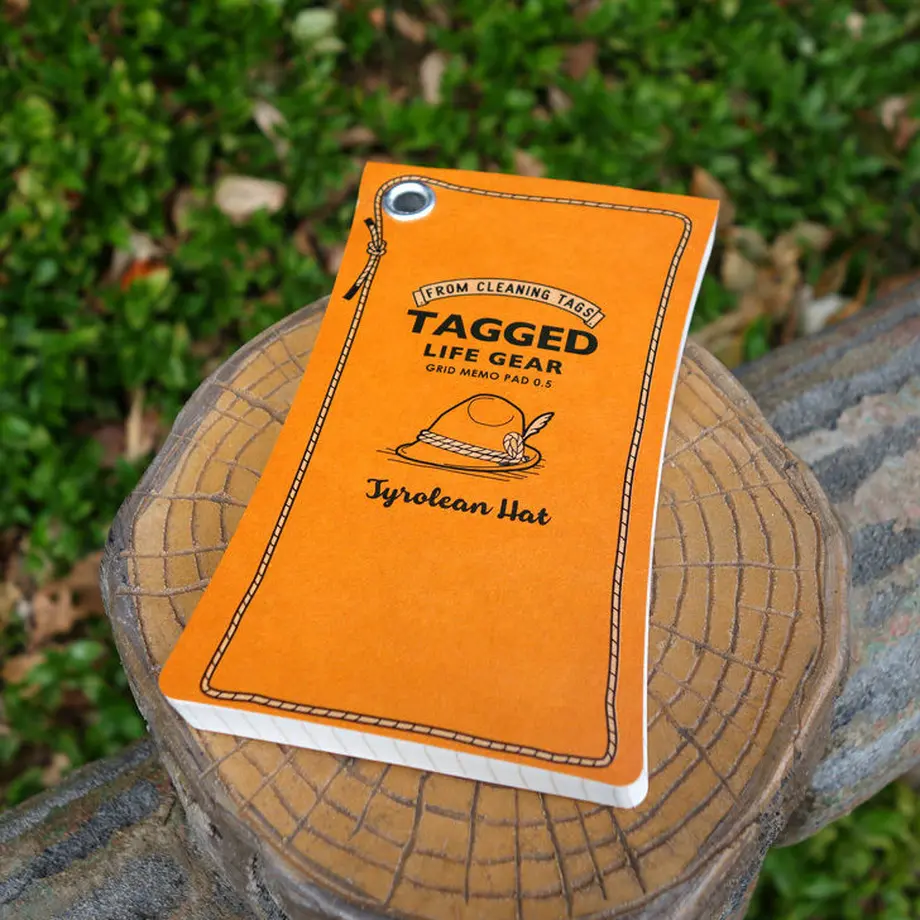 FROM CLEANING TAGS
TAGGED
LIFE GEAR
GRID MEMO PAD 0.5
Tyrolean Hat